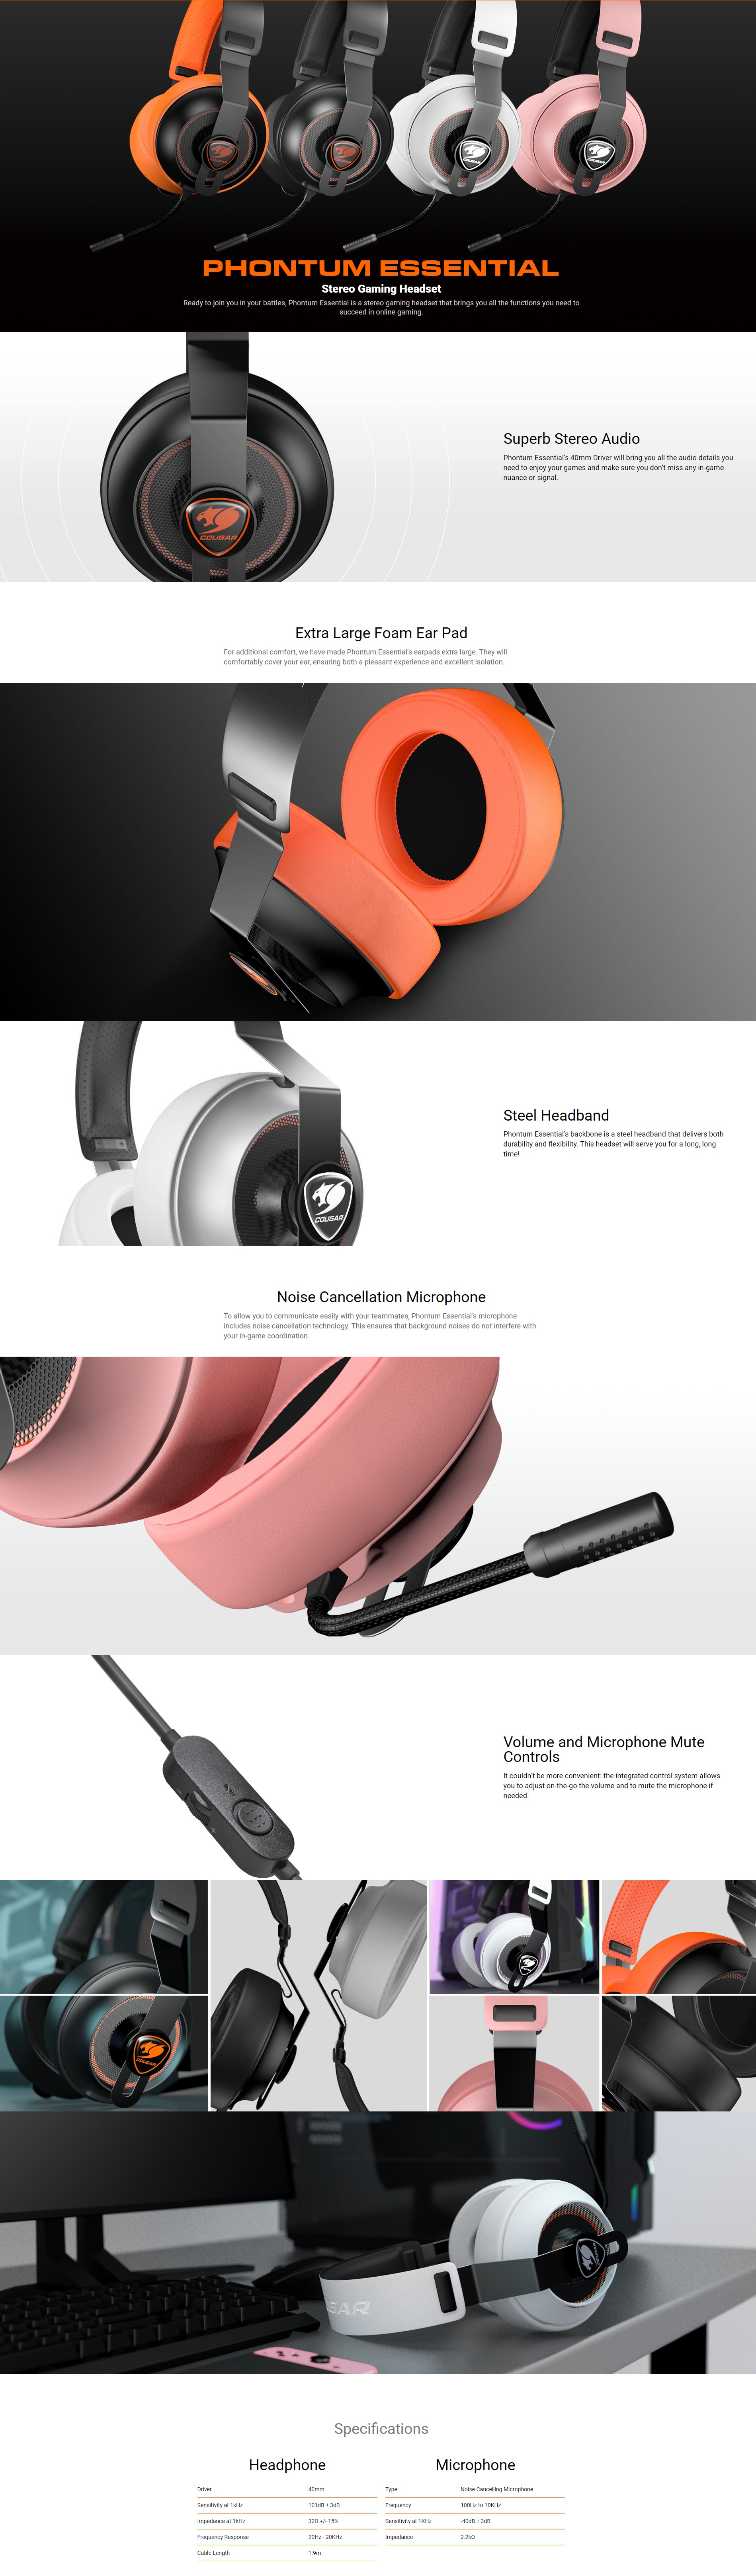 PHONTUM ESSENTIAL
Stereo Gaming Headset
Ready to join you in your battles, Phontum Essential is a stereo gaming headset that brings you all the functions you need to
succeed in online gaming.
COUGAR
Superb Stereo Audio
Phontum Essential's 40mm Driver will bring you all the audio details you
need to enjoy your games and make sure you don't miss any in-game
nuance or signal.
Extra Large Foam Ear Pad
For additional comfort, we have made Phontum Essential's earpads extra large. They will
comfortably cover your ear, ensuring both a pleasant experience and excellent isolation.
COUGAR
Steel Headband
Phontum Essential's backbone is a steel headband that delivers both
durability and flexibility. This headset will serve you for a long, long
time!
Noise Cancellation Microphone
To allow you to communicate easily with your teammates, Phontum Essential's microphone
includes noise cancellation technology. This ensures that background noises do not interfere with
your in-game coordination.
Volume and Microphone Mute
Controls
It couldn't be more convenient: the integrated control system allows
you to adjust on-the-go the volume and to mute the microphone if
needed.
COUGAR
Specifications
Headphone
Driver 40mm
Sensitivity at 1kHz 101dB ± 3dB
Impedance at 1kHz 32Ω +/- 15%
Frequency Response 20Hz - 20KHz
Cable Length 1.9m
Microphone
Type Noise Cancelling Microphone
Frequency 100Hz to 10KHz
Sensitivity at 1KHz -40dB ± 3dB
Impedance 2.2kΩ